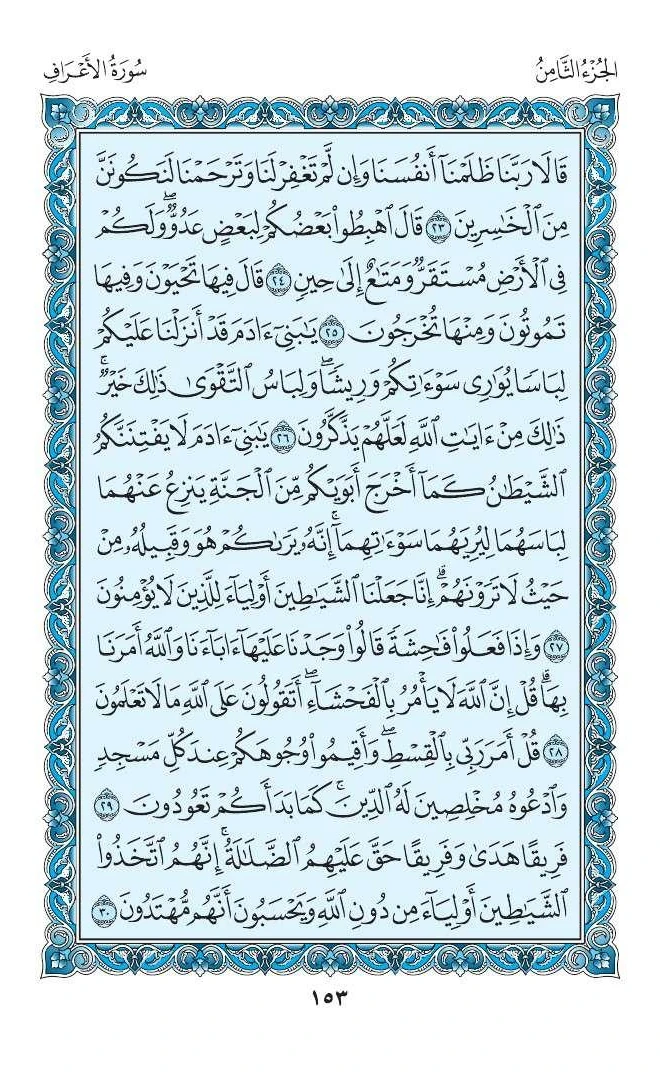 الجُزْءُ الثَّامِنُ
سُورَةُ الأَعْرَافِ
قَالَا رَبَّنَا ظَلَمْنَآ أَنفُسَنَا وَإِن لَّمْ تَغْفِرْ لَنَا وَتَرْحَمْنَا لَنَكُونَنَّ
مِنَ ٱلْخَٰسِرِينَ ٢٣ قَالَ ٱهْبِطُوا۟ بَعْضُكُمْ لِبَعْضٍ عَدُوٌّ ۖ وَلَكُمْ
فِى ٱلْأَرْضِ مُسْتَقَرٌّ وَمَتَٰعٌ إِلَىٰ حِينٍ ٢٤ قَالَ فِيهَا تَحْيَوْنَ وَفِيهَا
تَمُوتُونَ وَمِنْهَا تُخْرَجُونَ ٢٥ يَٰبَنِىٓ ءَادَمَ قَدْ أَنزَلْنَا عَلَيْكُمْ
لِبَاسًا يُوَٰرِى سَوْءَٰتِكُمْ وَرِيشًا ۖ وَلِبَاسُ ٱلتَّقْوَىٰ ذَٰلِكَ خَيْرٌ ۚ
ذَٰلِكَ مِنْ ءَايَٰتِ ٱللَّهِ لَعَلَّهُمْ يَذَّكَّرُونَ ٢٦ يَٰبَنِىٓ ءَادَمَ لَا يَفْتِنَنَّكُمُ
ٱلشَّيْطَٰنُ كَمَآ أَخْرَجَ أَبَوَيْكُم مِّنَ ٱلْجَنَّةِ يَنزِعُ عَنْهُمَا
لِبَاسَهُمَا لِيُرِيَهُمَا سَوْءَٰتِهِمَآ ۗ إِنَّهُۥ يَرَىٰكُمْ هُوَ وَقَبِيلُهُۥ مِنْ
حَيْثُ لَا تَرَوْنَهُمْ ۗ إِنَّا جَعَلْنَا ٱلشَّيَٰطِينَ أَوْلِيَآءَ لِلَّذِينَ لَا يُؤْمِنُونَ
٢٧ وَإِذَا فَعَلُوا۟ فَٰحِشَةً قَالُوا۟ وَجَدْنَا عَلَيْهَآ ءَابَآءَنَا وَٱللَّهُ أَمَرَنَا
بِهَا ۗ قُلْ إِنَّ ٱللَّهَ لَا يَأْمُرُ بِٱلْفَحْشَآءِ ۖ أَتَقُولُونَ عَلَى ٱللَّهِ مَا لَا تَعْلَمُونَ
٢٨ قُلْ أَمَرَ رَبِّى بِٱلْقِسْطِ ۖ وَأَقِيمُوا۟ وُجُوهَكُمْ عِندَ كُلِّ مَسْجِدٍ
وَٱدْعُوهُ مُخْلِصِينَ لَهُ ٱلدِّينَ ۚ كَمَا بَدَأَكُمْ تَعُودُونَ ٢٩
فَرِيقًا هَدَىٰ وَفَرِيقًا حَقَّ عَلَيْهِمُ ٱلضَّلَٰلَةُ ۗ إِنَّهُمُ ٱتَّخَذُوا۟
ٱلشَّيَٰطِينَ أَوْلِيَآءَ مِن دُونِ ٱللَّهِ وَيَحْسَبُونَ أَنَّهُم مُّهْتَدُونَ ٣٠
١٥٣